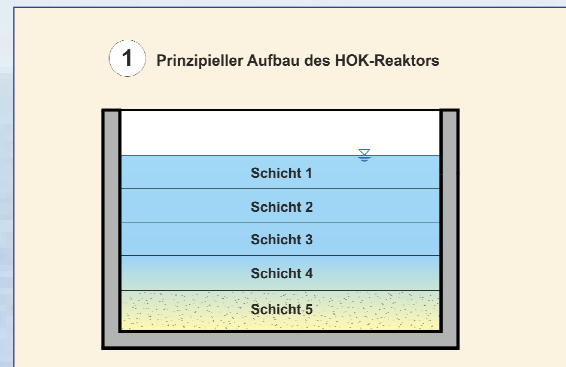 1 Prinzipieller Aufbau des HOK-Reaktors
Schicht 1
Schicht 2
Schicht 3
Schicht 4
Schicht 5